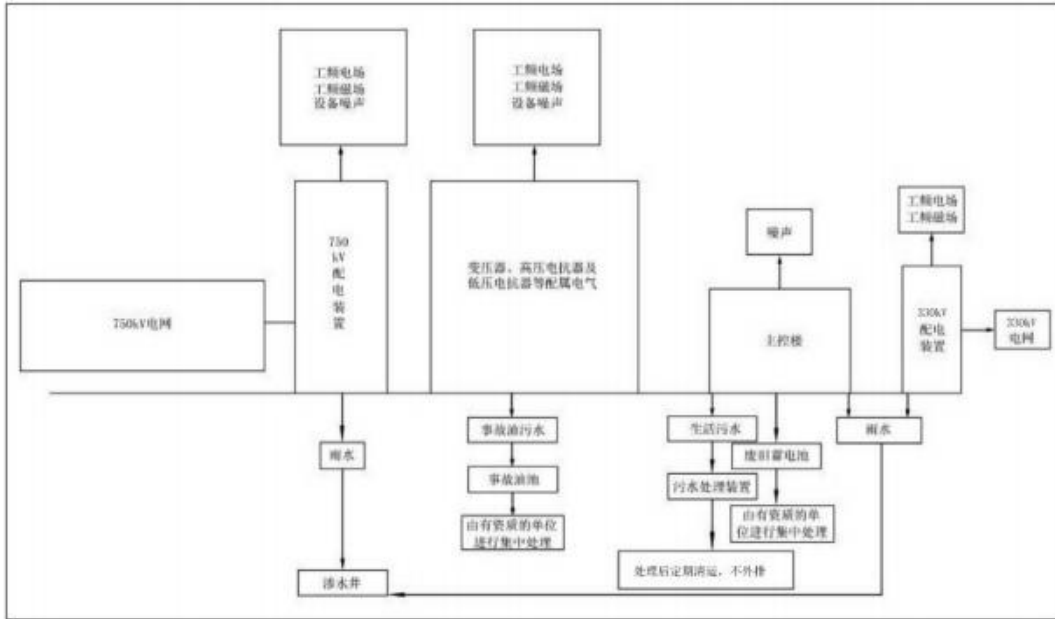 工频电场
工频磁场
设备噪声
工频电场
工频磁场
设备噪声
工频电场
工频磁场
噪声
750
kV
配
电
装
置
变压器、高压电抗器及
低压电抗器等配属电气
750kV电网
主控楼
330kV
配电
装置
330kV
电网
雨水
事故油污水
生活污水
雨水
废旧蓄电池
事故油池
污水处理装置
由有资质的单位
进行集中处理
由有资质的单
位进行集中处理
处理后定期清运，不外排
渗水井